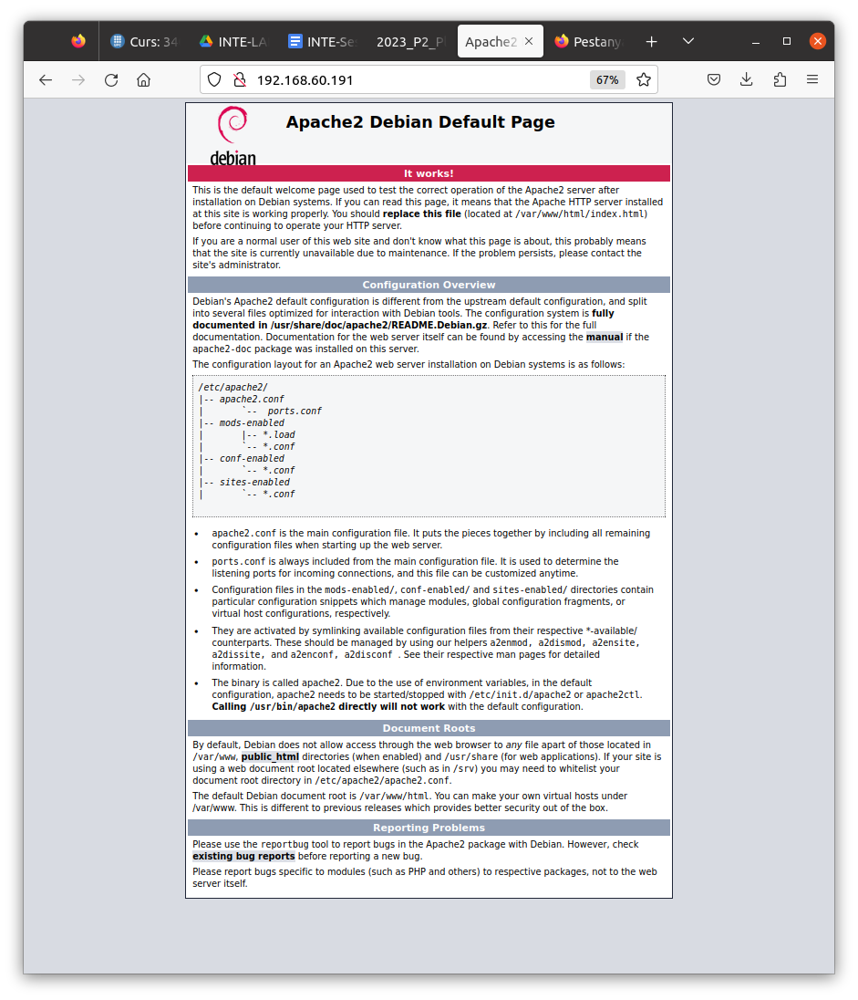 Curs: 34
INTE-LA
INTE-Se
2023_P2_P
Apache2
Pestany
192.168.60.191
67%
debian
Apache2 Debian Default Page
It works!
This is the default welcome page used to test the correct operation of the Apache2 server after
installation on Debian systems. If you can read this page, it means that the Apache HTTP server installed
at this site is working properly. You should replace this file (located at /var/www/html/index.html)
before continuing to operate your HTTP server.
If you are a normal user of this web site and don't know what this page is about, this probably means
that the site is currently unavailable due to maintenance. If the problem persists, please contact the
site's administrator.
Configuration Overview
Debian's Apache2 default configuration is different from the upstream default configuration, and split
into several files optimized for interaction with Debian tools. The configuration system is fully
documented in /usr/share/doc/apache2/README.Debian.gz. Refer to this for the full
documentation. Documentation for the web server itself can be found by accessing the manual if the
apache2-doc package was installed on this server.
The configuration layout for an Apache2 web server installation on Debian systems is as follows:
/etc/apache2/
|-- apache2.conf
|       `--  ports.conf
|-- mods-enabled
|       |-- *.load
|       `-- *.conf
|-- conf-enabled
|       `-- *.conf
|-- sites-enabled
|       `-- *.conf
• apache2.conf is the main configuration file. It puts the pieces together by including all remaining
configuration files when starting up the web server.
• ports.conf is always included from the main configuration file. It is used to determine the
listening ports for incoming connections, and this file can be customized anytime.
• Configuration files in the mods-enabled/, conf-enabled/ and sites-enabled/ directories contain
particular configuration snippets which manage modules, global configuration fragments, or
virtual host configurations, respectively.
• They are activated by symlinking available configuration files from their respective *-available/
counterparts. These should be managed by using our helpers a2enmod, a2dismod, a2ensite,
a2dissite, and a2enconf, a2disconf . See their respective man pages for detailed
information.
• The binary is called apache2. Due to the use of environment variables, in the default
configuration, apache2 needs to be started/stopped with /etc/init.d/apache2 or apache2ctl.
Calling /usr/bin/apache2 directly will not work with the default configuration.
Document Roots
By default, Debian does not allow access through the web browser to any file apart of those located in
/var/www, public_html directories (when enabled) and /usr/share (for web applications). If your site is
using a web document root located elsewhere (such as in /srv) you may need to whitelist your
document root directory in /etc/apache2/apache2.conf.
The default Debian document root is /var/www/html. You can make your own virtual hosts under
/var/www. This is different to previous releases which provides better security out of the box.
Reporting Problems
Please use the reportbug tool to report bugs in the Apache2 package with Debian. However, check
existing bug reports before reporting a new bug.
Please report bugs specific to modules (such as PHP and others) to respective packages, not to the web
server itself.